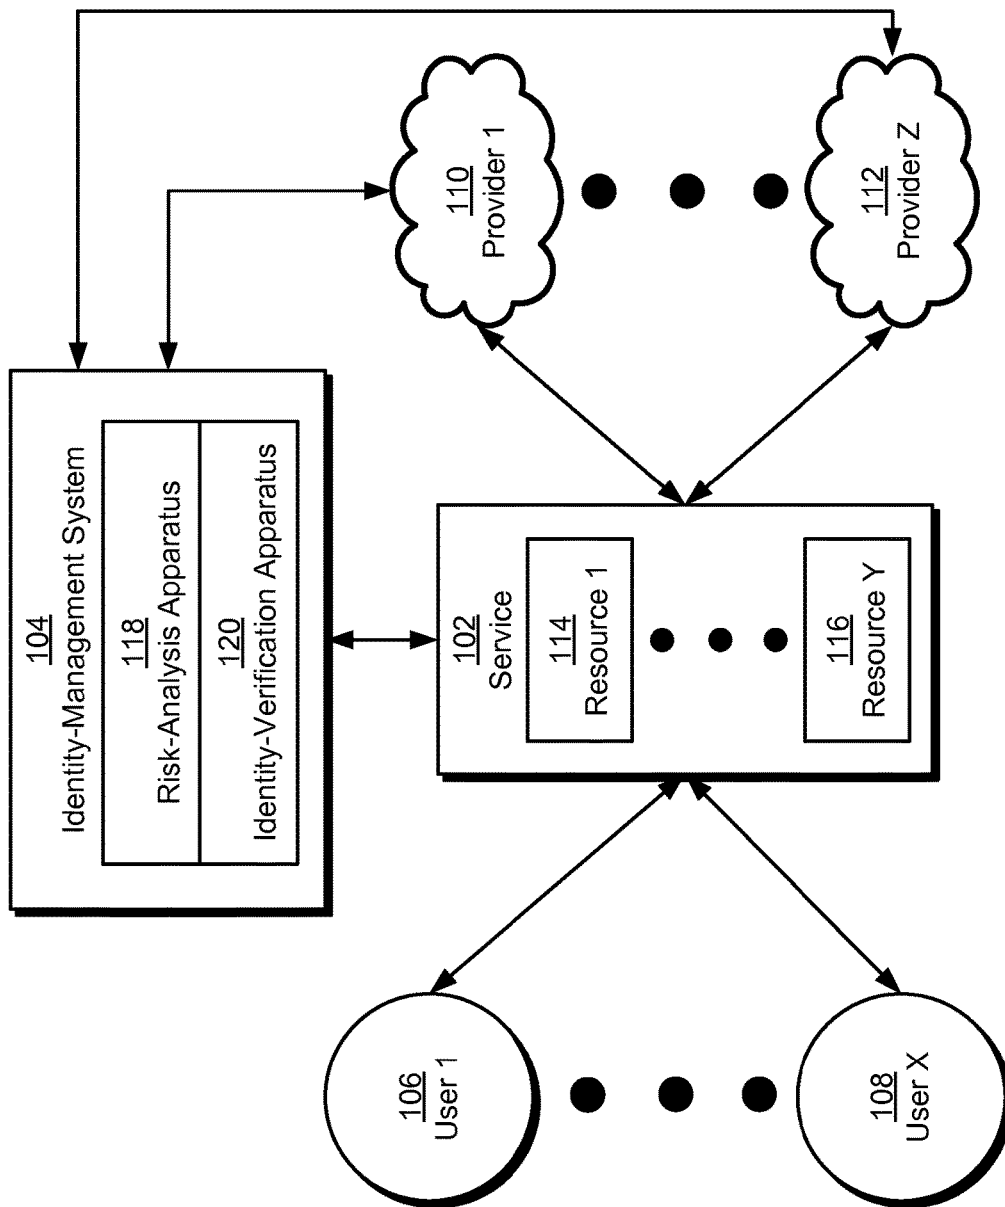 104
Identity-Management System
118
Risk-Analysis Apparatus
120
Identity-Verification Apparatus
106
User 1
102
Service
114
Resource 1
110
Provider 1
108
User X
116
Resource Y
112
Provider Z